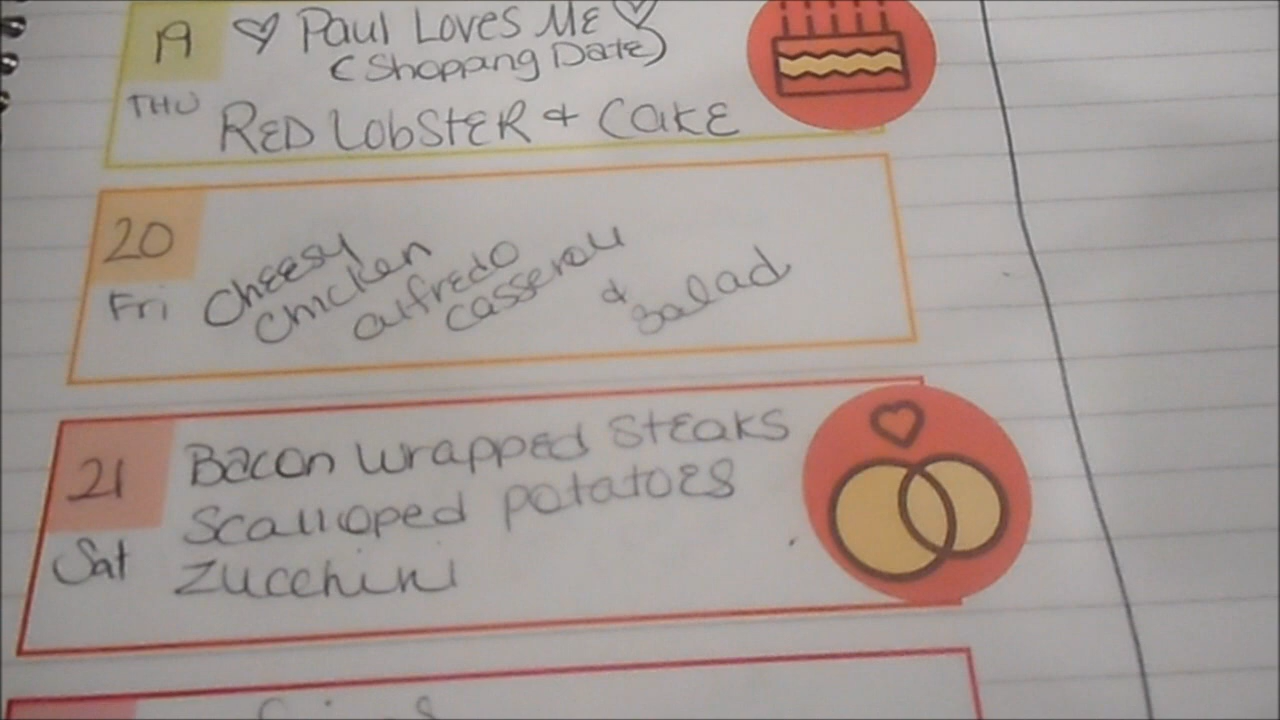 19 ♡ Paul Loves Me ♡
(Shopping Date)
THU
RED LobSTER + CakE
20
Fri
Cheesy
chicken
alfredo
casserole
& Salad
21
Sat
Bacon wrapped steaks
Scalloped potatoes
Zucchini